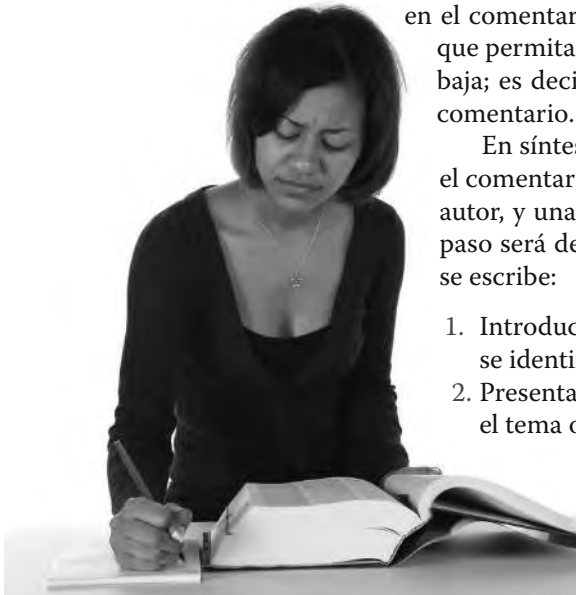 en el comentar
que permita
baja; es deci
comentario.
En síntes
el comentar
autor, y una
paso será de
se escribe:
1. Introduc
se identi
2. Presenta
el tema o